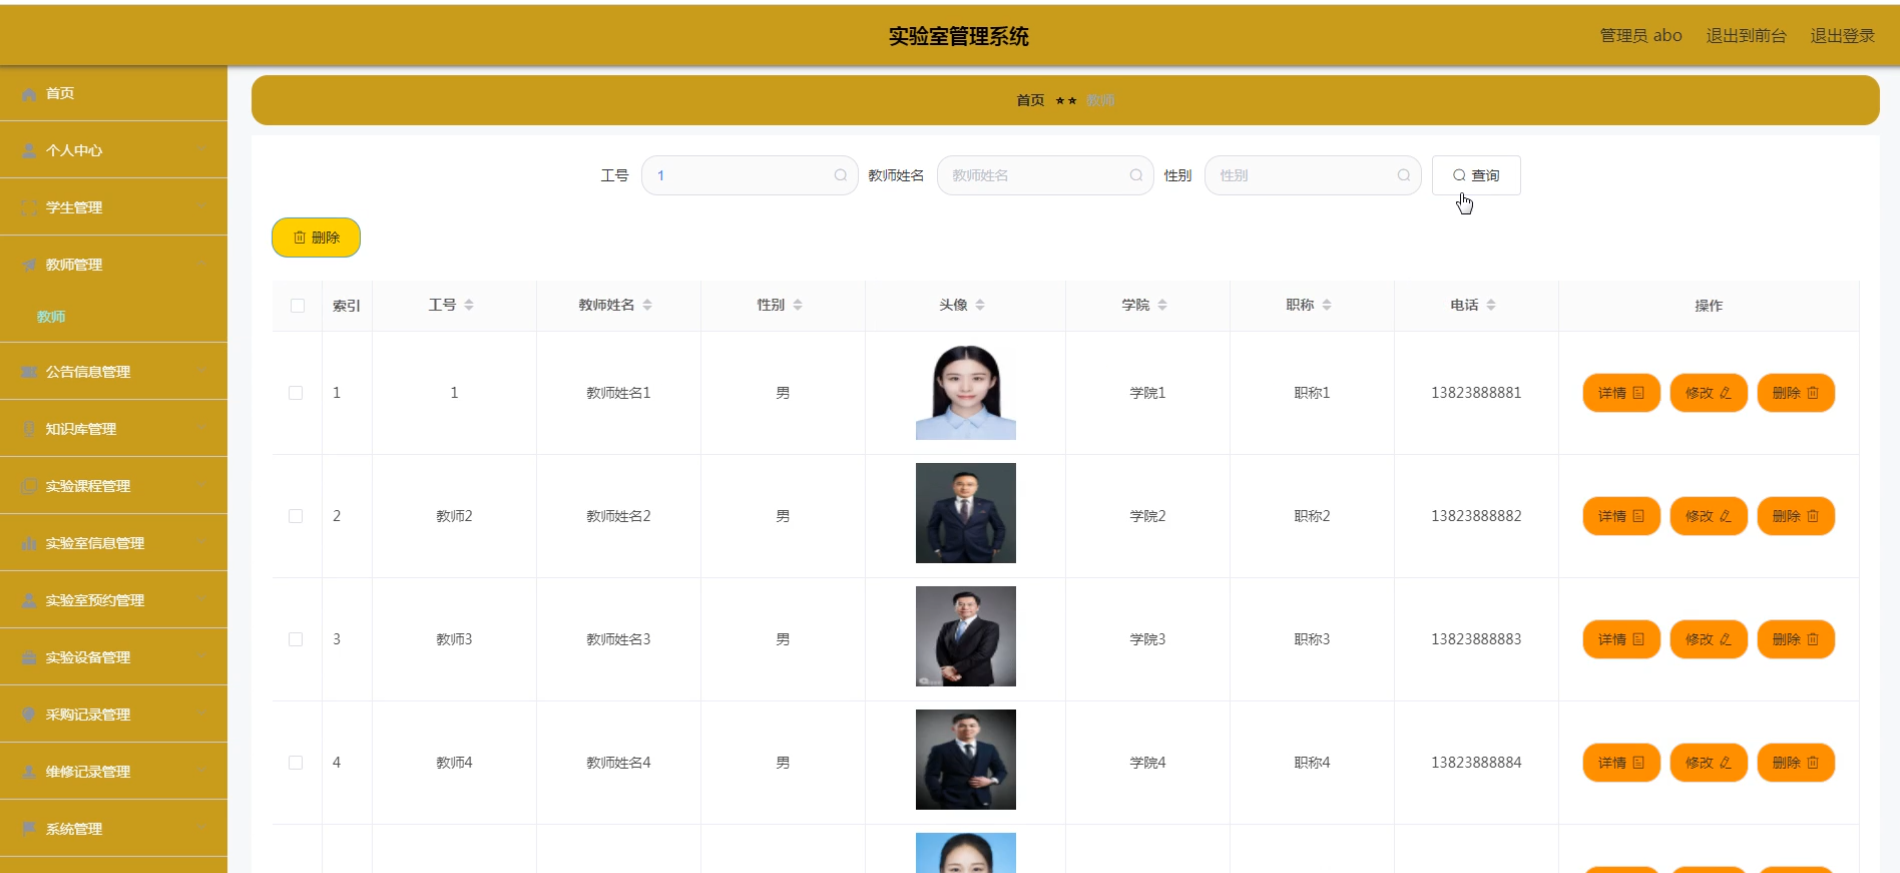 实验室管理系统
管理员 abo 退出到前台 退出登录
首页
个人中心
学生管理
教师管理
教师
公告信息管理
知识库管理
实验课程管理
实验室信息管理
实验室预约管理
实验设备管理
采购记录管理
维修记录管理
系统管理
首页 ★★ 教师
工号 1 教师姓名 教师姓名 性别 性别 查询
删除
索引 工号 教师姓名 性别 头像 学院 职称 电话 操作
1 1 教师姓名1 男 学院1 职称1 13823888881 详情 修改 删除
2 教师2 教师姓名2 男 学院2 职称2 13823888882 详情 修改 删除
3 教师3 教师姓名3 男 学院3 职称3 13823888883 详情 修改 删除
4 教师4 教师姓名4 男 学院4 职称4 13823888884 详情 修改 删除